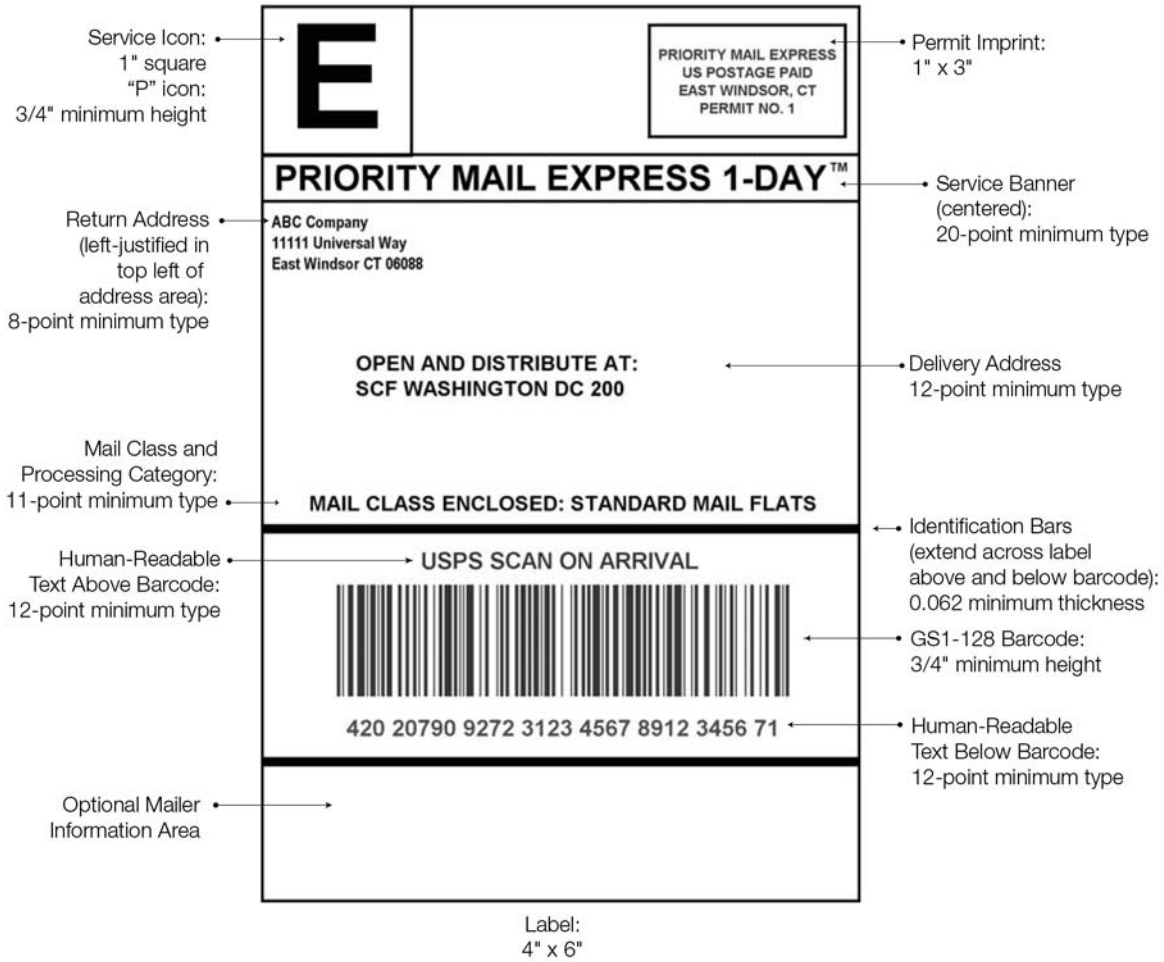 Service Icon:
1" square
“P” icon:
3/4" minimum height
E
PRIORITY MAIL EXPRESS
US POSTAGE PAID
EAST WINDSOR, CT
PERMIT NO. 1
Permit Imprint:
1" x 3"
PRIORITY MAIL EXPRESS 1-DAY™
Service Banner
(centered):
20-point minimum type
Return Address
(left-justified in
top left of
address area):
8-point minimum type
ABC Company
11111 Universal Way
East Windsor CT 06088
OPEN AND DISTRIBUTE AT:
SCF WASHINGTON DC 200
Delivery Address
12-point minimum type
Mail Class and
Processing Category:
11-point minimum type
MAIL CLASS ENCLOSED: STANDARD MAIL FLATS
Identification Bars
(extend across label
above and below barcode):
0.062 minimum thickness
Human-Readable
Text Above Barcode:
12-point minimum type
USPS SCAN ON ARRIVAL
GS1-128 Barcode:
3/4" minimum height
420 20790 9272 3123 4567 8912 3456 71
Human-Readable
Text Below Barcode:
12-point minimum type
Optional Mailer
Information Area
Label:
4" x 6"